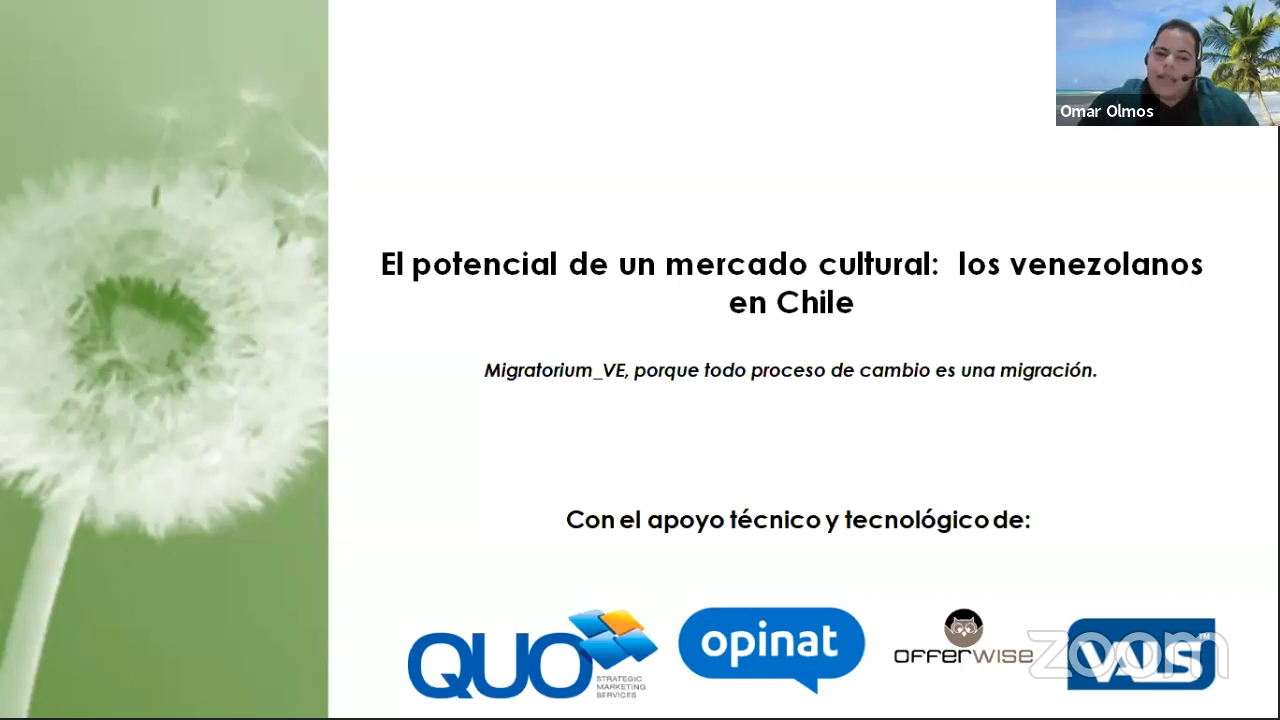 Omar Olmos
El potencial de un mercado cultural: los venezolanos
en Chile
Migratorium_VE, porque todo proceso de cambio es una migración.
Con el apoyo técnico y tecnológico de:
QUO
STRATEGIC
MARKETING
SERVICES
opinat
OFFERWISE
zoom
VALS™